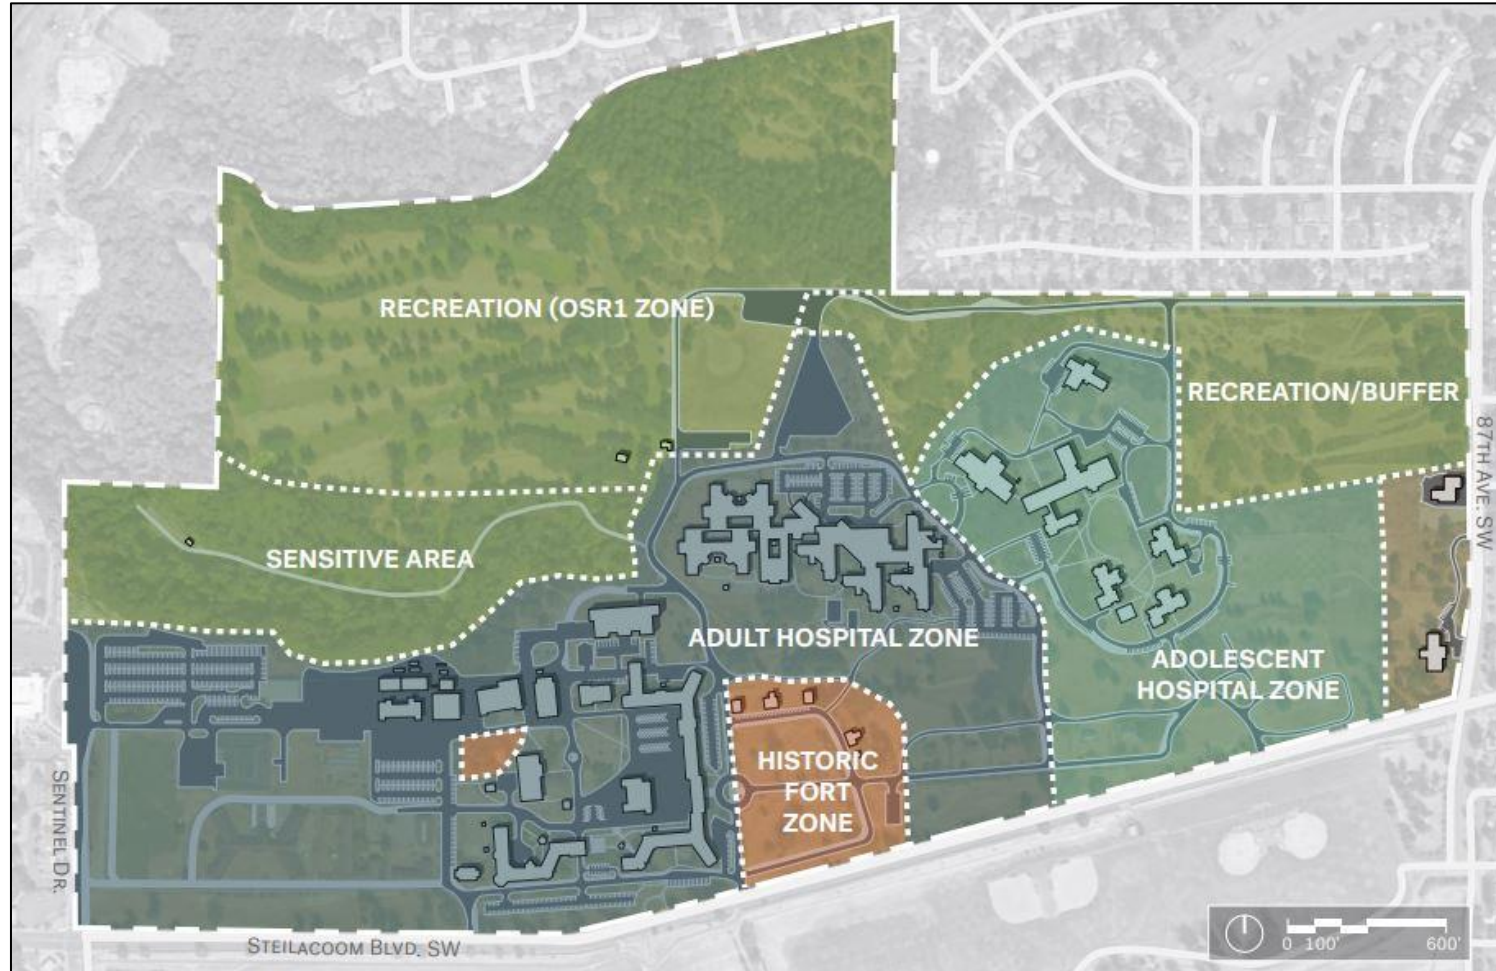 RECREATION (OSR1 ZONE)
RECREATION/BUFFER
87TH AVE. SW
SENSITIVE AREA
ADULT HOSPITAL ZONE
ADOLESCENT
HOSPITAL ZONE
HISTORIC
FORT
ZONE
SENTINEL DR.
STEILACOOM BLVD. SW
0 100' 600'